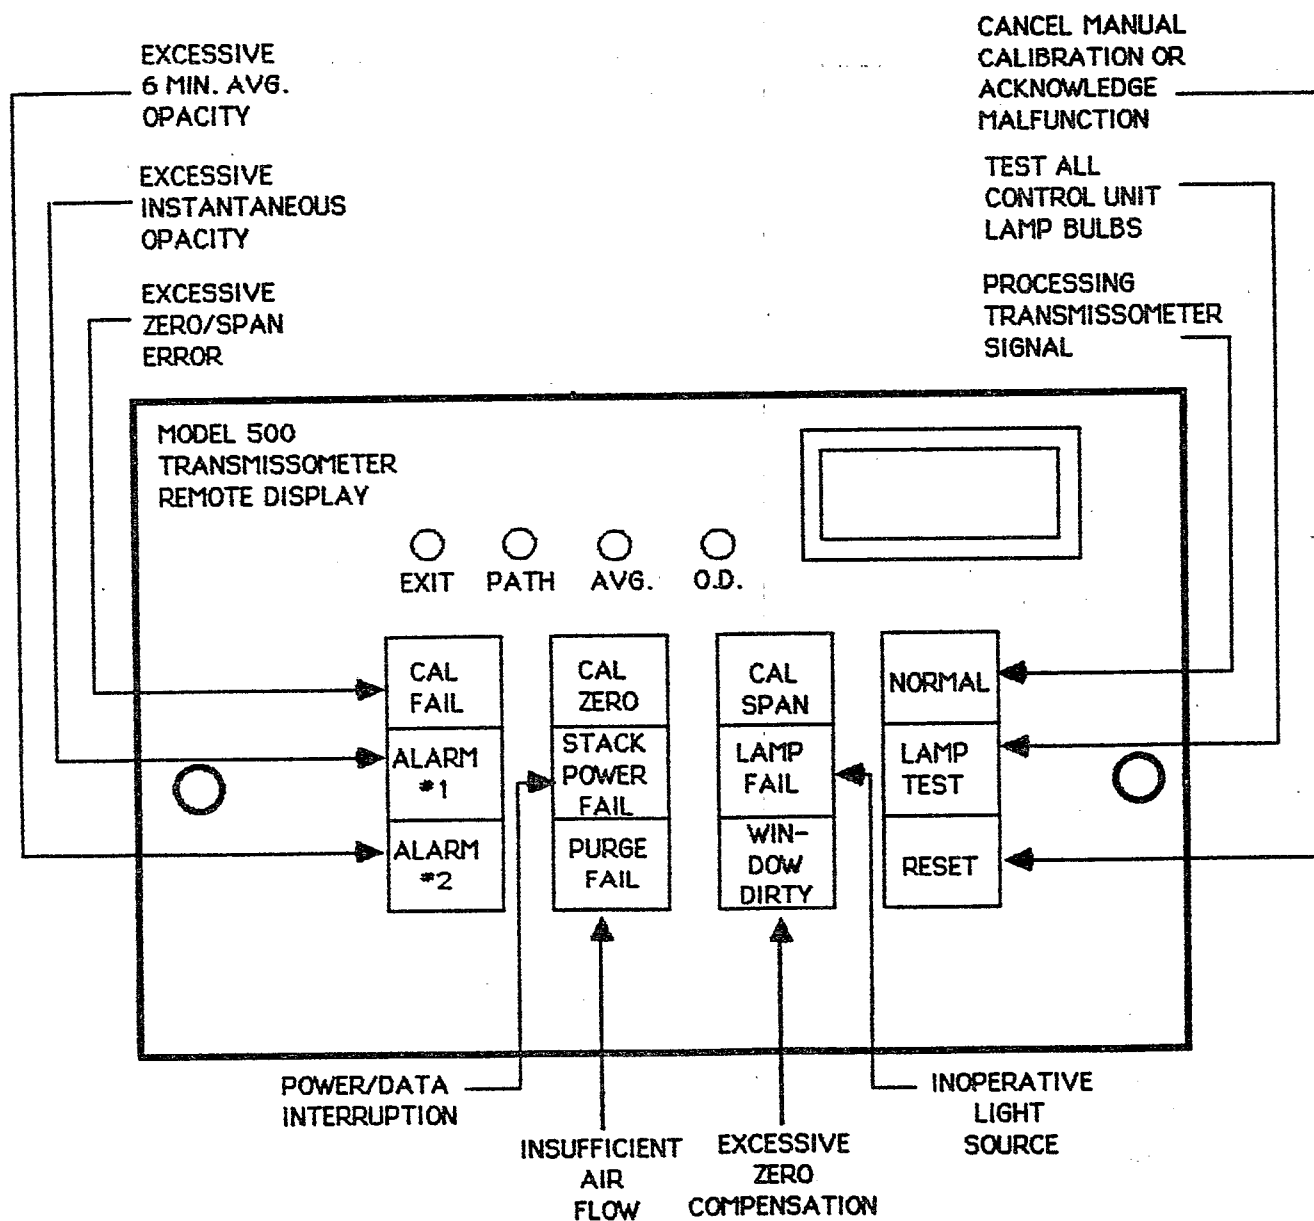 EXCESSIVE
6 MIN. AVG.
OPACITY
EXCESSIVE
INSTANTANEOUS
OPACITY
EXCESSIVE
ZERO/SPAN
ERROR
CANCEL MANUAL
CALIBRATION OR
ACKNOWLEDGE
MALFUNCTION
TEST ALL
CONTROL UNIT
LAMP BULBS
PROCESSING
TRANSMISSOMETER
SIGNAL
MODEL 500
TRANSMISSOMETER
REMOTE DISPLAY
EXIT PATH AVG. O.D.
CAL
FAIL
CAL
ZERO
CAL
SPAN
NORMAL
ALARM
#1
STACK
POWER
FAIL
LAMP
FAIL
LAMP
TEST
ALARM
#2
PURGE
FAIL
WIN-
DOW
DIRTY
RESET
POWER/DATA
INTERRUPTION
INSUFFICIENT
AIR
FLOW
EXCESSIVE
ZERO
COMPENSATION
INOPERATIVE
LIGHT
SOURCE